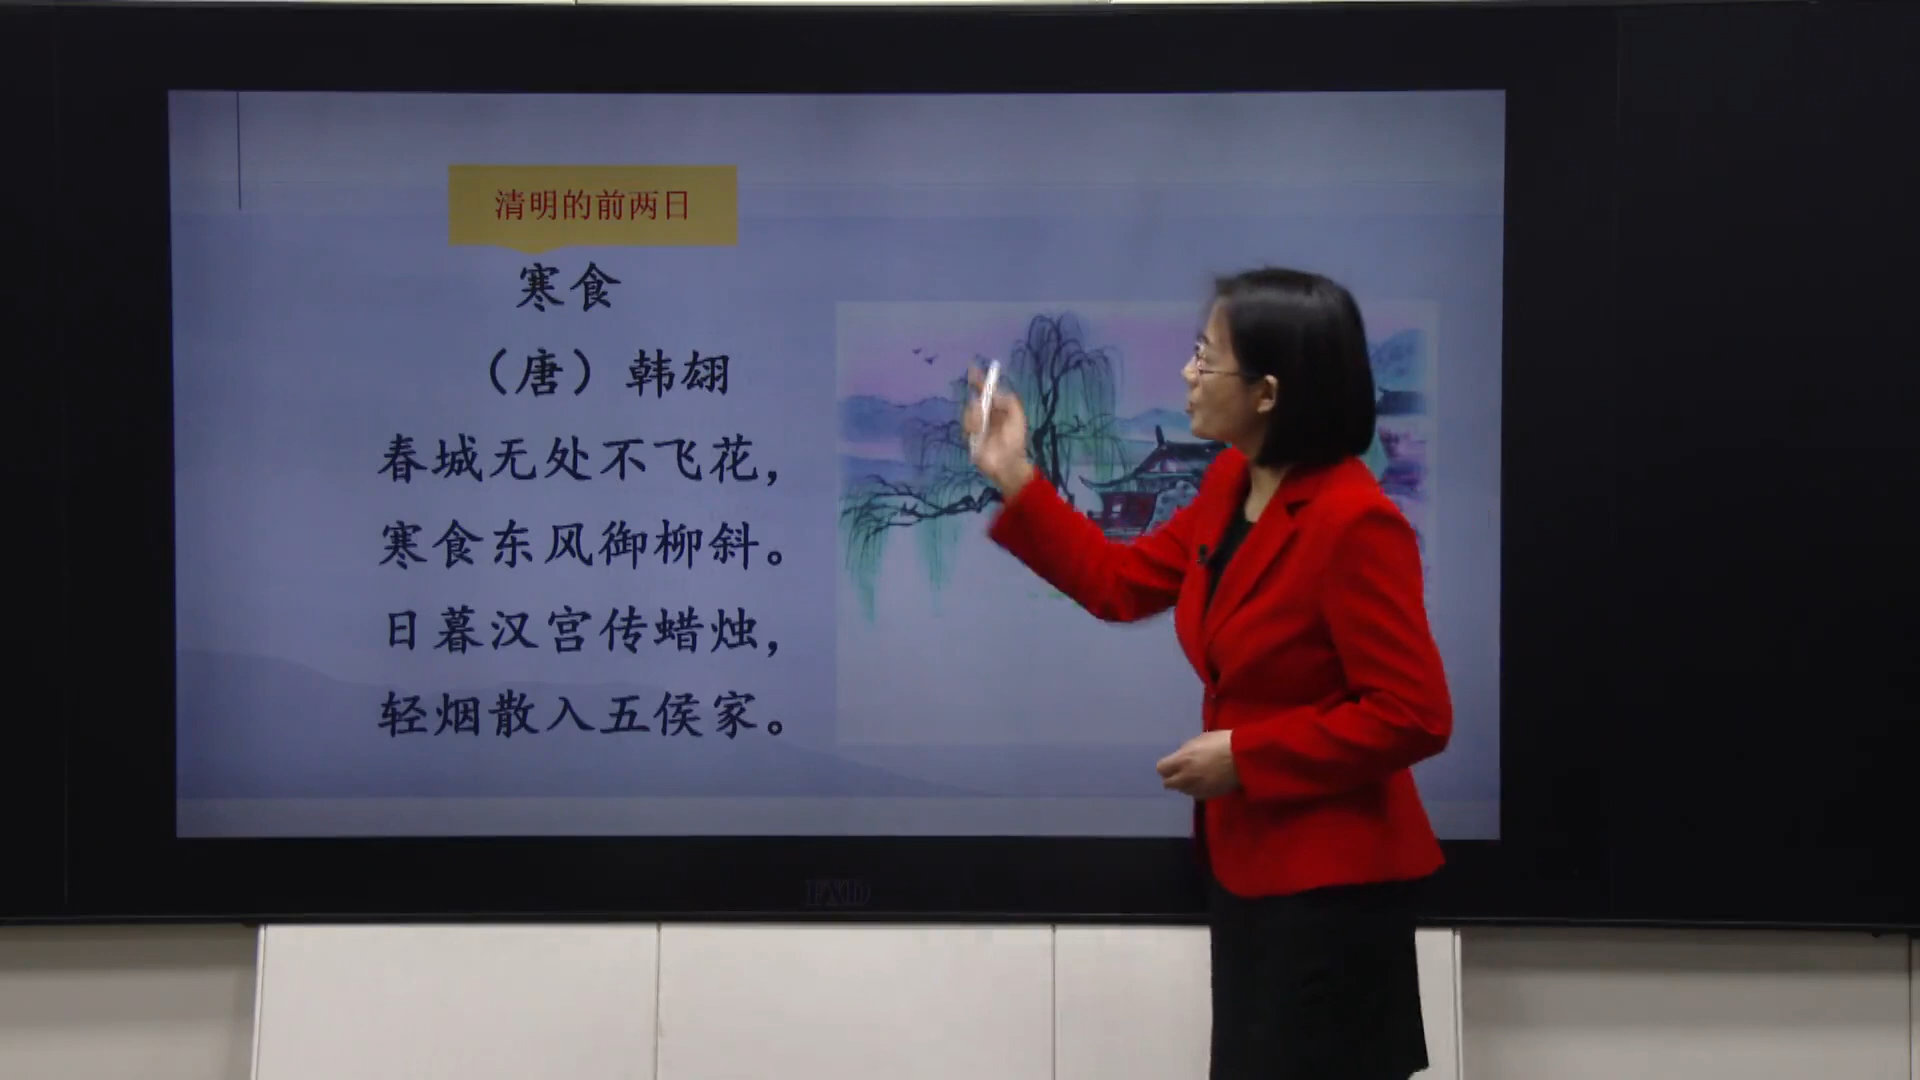 清明的前两日
寒食
（唐）韩翃
春城无处不飞花，
寒食东风御柳斜。
日暮汉宫传蜡烛，
轻烟散入五侯家。